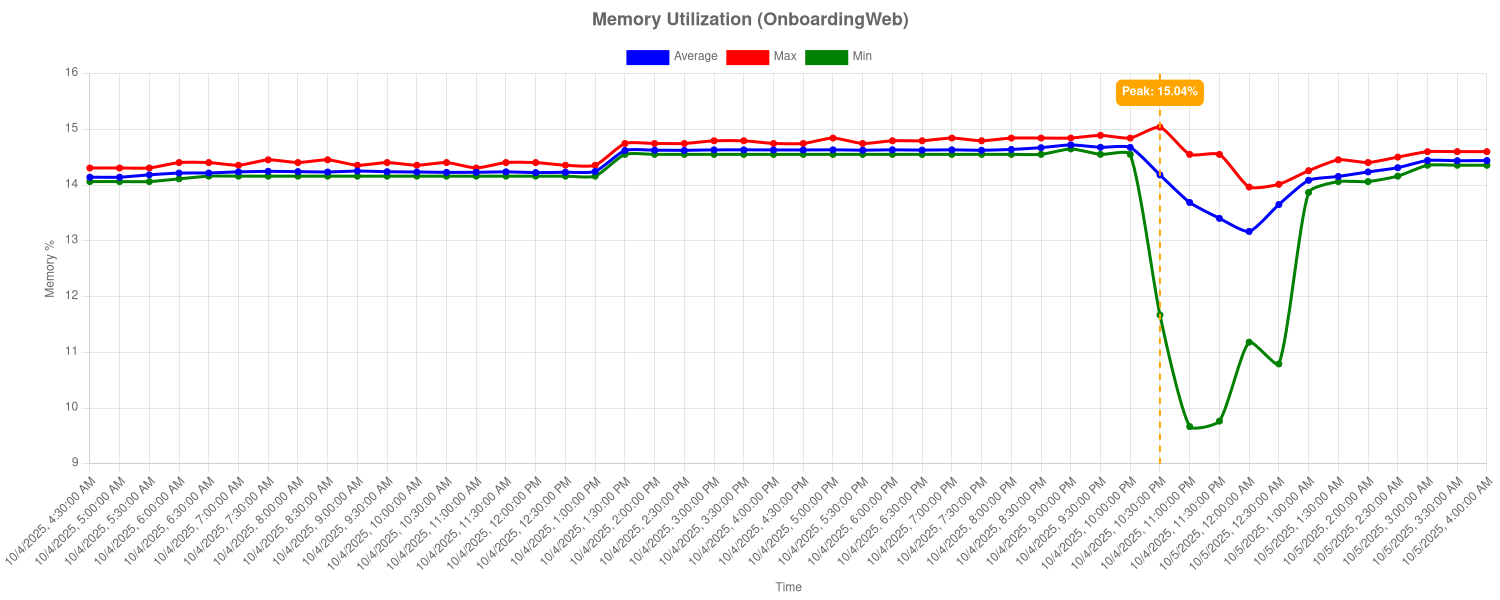 Memory Utilization (OnboardingWeb)
Average
Max
Min
Peak: 15.04%
16
15
14
13
12
11
10
9
Memory %
10/4/2025, 4:30:00 AM
10/4/2025, 5:00:00 AM
10/4/2025, 5:30:00 AM
10/4/2025, 6:00:00 AM
10/4/2025, 6:30:00 AM
10/4/2025, 7:00:00 AM
10/4/2025, 7:30:00 AM
10/4/2025, 8:00:00 AM
10/4/2025, 8:30:00 AM
10/4/2025, 9:00:00 AM
10/4/2025, 9:30:00 AM
10/4/2025, 10:00:00 AM
10/4/2025, 10:30:00 AM
10/4/2025, 11:00:00 AM
10/4/2025, 11:30:00 AM
10/4/2025, 12:00:00 PM
10/4/2025, 12:30:00 PM
10/4/2025, 1:00:00 PM
10/4/2025, 1:30:00 PM
10/4/2025, 2:00:00 PM
10/4/2025, 2:30:00 PM
10/4/2025, 3:00:00 PM
10/4/2025, 3:30:00 PM
10/4/2025, 4:00:00 PM
10/4/2025, 4:30:00 PM
10/4/2025, 5:00:00 PM
10/4/2025, 5:30:00 PM
10/4/2025, 6:00:00 PM
10/4/2025, 6:30:00 PM
10/4/2025, 7:00:00 PM
10/4/2025, 7:30:00 PM
10/4/2025, 8:00:00 PM
10/4/2025, 8:30:00 PM
10/4/2025, 9:00:00 PM
10/4/2025, 9:30:00 PM
10/4/2025, 10:00:00 PM
10/4/2025, 10:30:00 PM
10/4/2025, 11:00:00 PM
10/4/2025, 11:30:00 PM
10/5/2025, 12:00:00 AM
10/5/2025, 12:30:00 AM
10/5/2025, 1:00:00 AM
10/5/2025, 1:30:00 AM
10/5/2025, 2:00:00 AM
10/5/2025, 2:30:00 AM
10/5/2025, 3:00:00 AM
10/5/2025, 3:30:00 AM
10/5/2025, 4:00:00 AM
Time